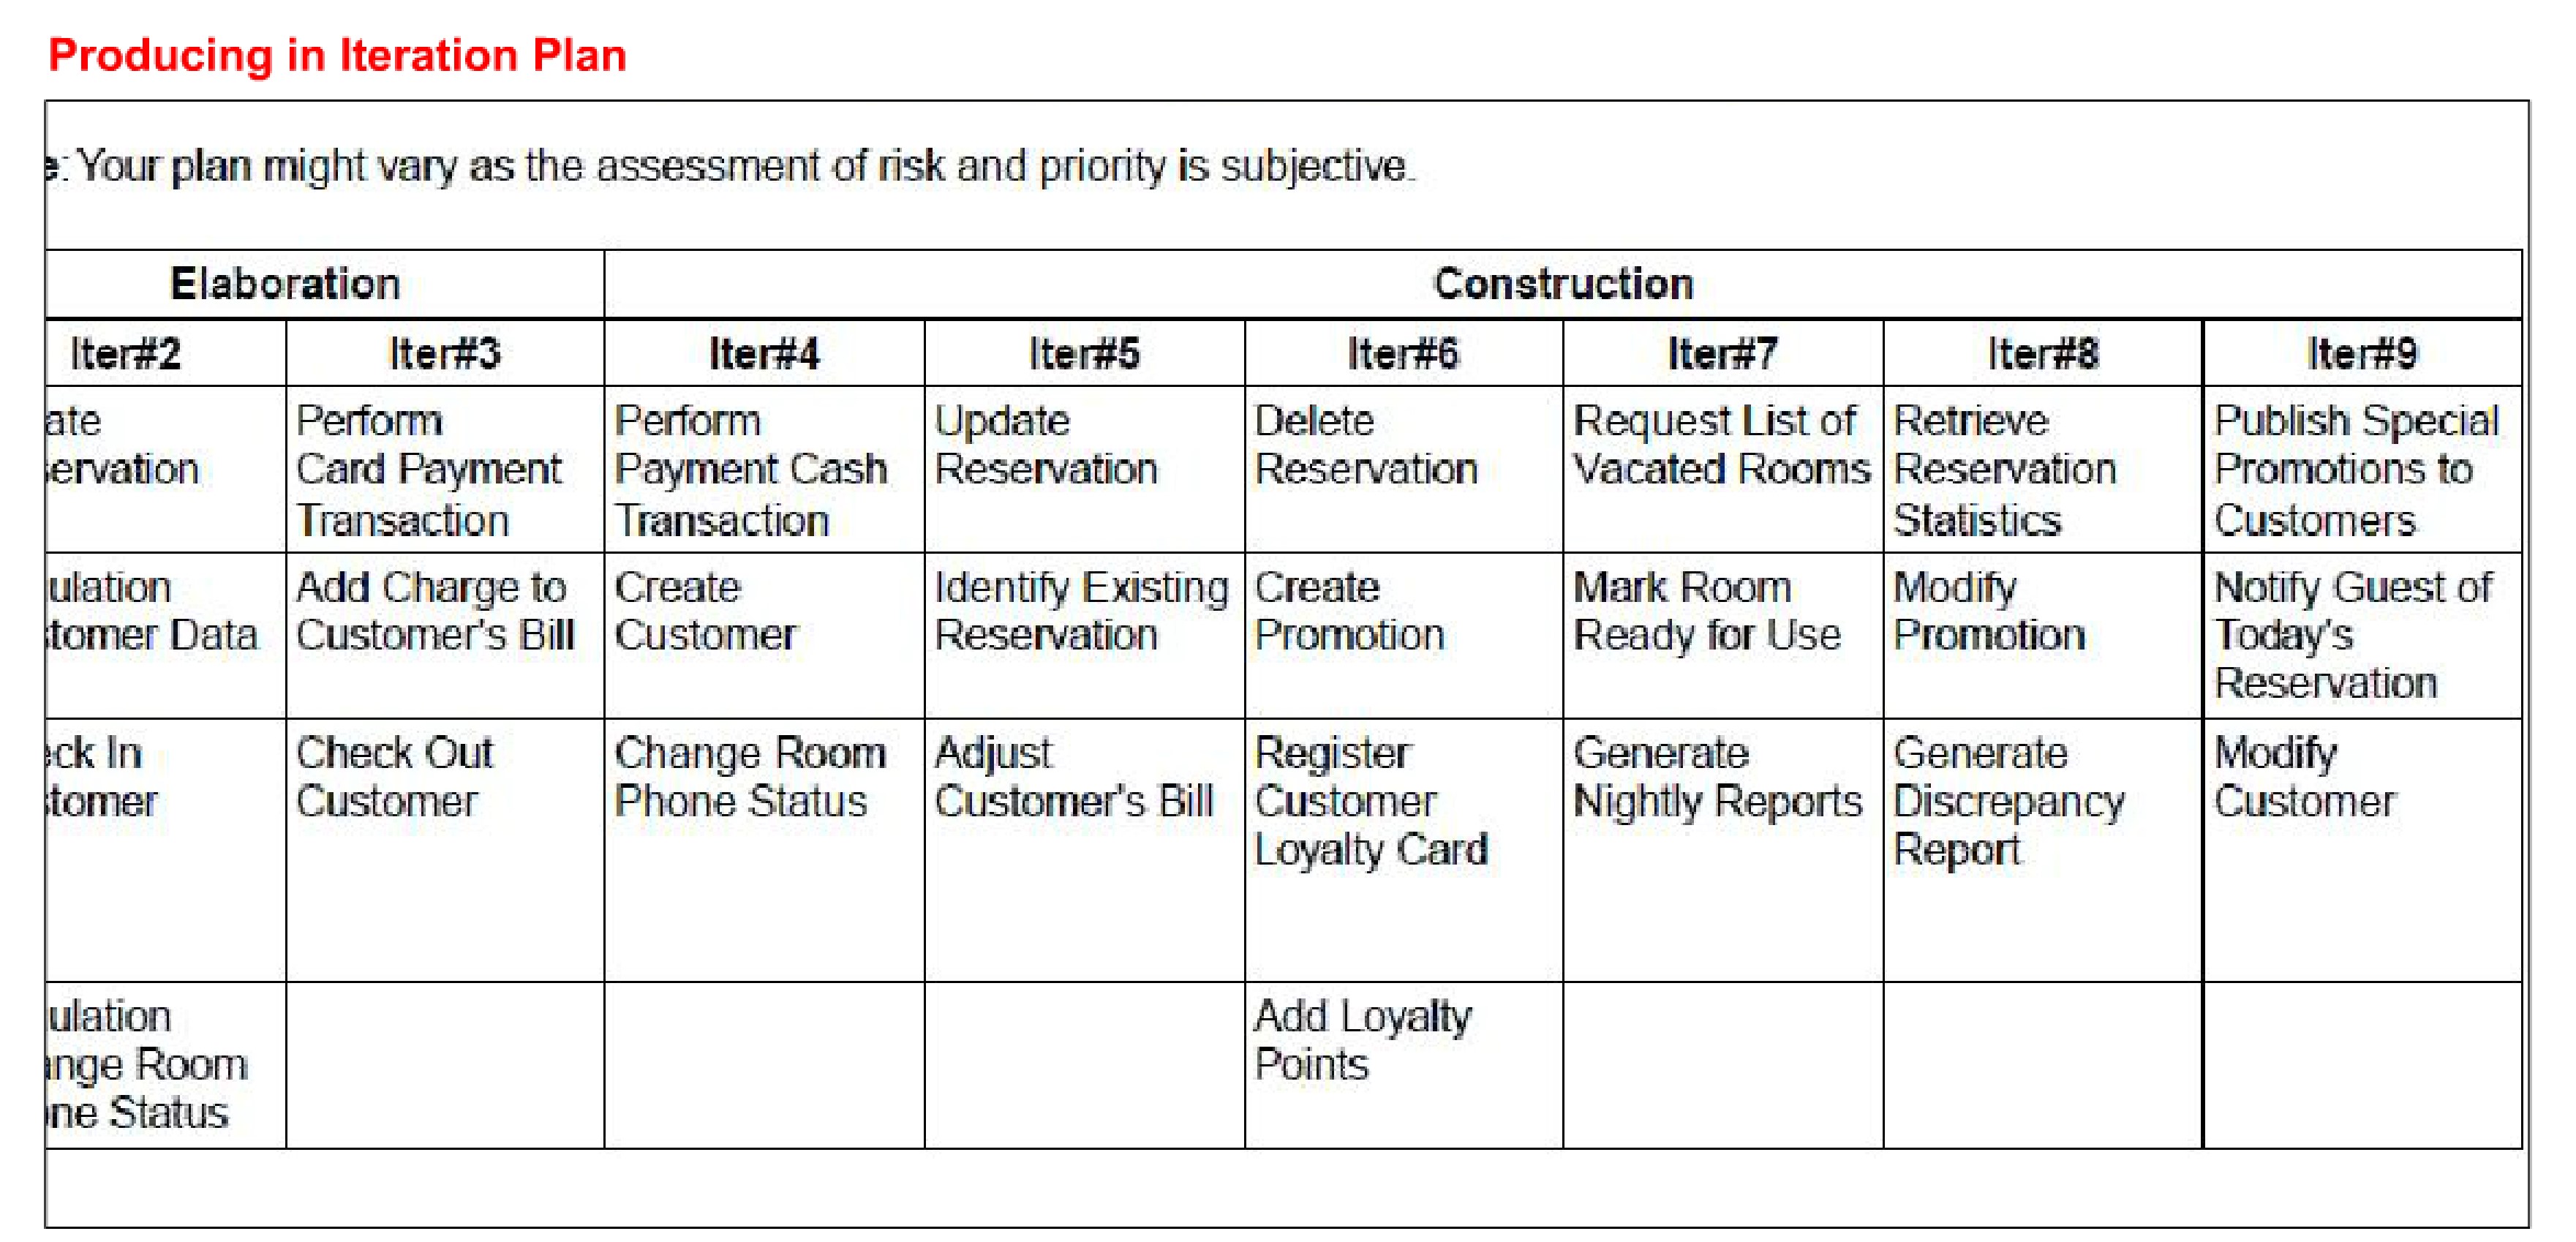 Producing in Iteration Plan
: Your plan might vary as the assessment of risk and priority is subjective.
Elaboration
Construction
Iter#2
Iter#3
Iter#4
Iter#5
Iter#6
Iter#7
Iter#8
Iter#9
ate
ervation
Perform
Card Payment
Transaction
Perform
Payment Cash
Transaction
Update
Reservation
Delete
Reservation
Request List of
Vacated Rooms
Retrieve
Reservation
Statistics
Publish Special
Promotions to
Customers
ulation
tomer Data
Add Charge to
Customer's Bill
Create
Customer
Identify Existing
Reservation
Create
Promotion
Mark Room
Ready for Use
Modify
Promotion
Notify Guest of
Today's
Reservation
ck In
tomer
Check Out
Customer
Change Room
Phone Status
Adjust
Customer's Bill
Register
Customer
Loyalty Card
Generate
Nightly Reports
Generate
Discrepancy
Report
Modify
Customer
ulation
nge Room
ne Status
Add Loyalty
Points